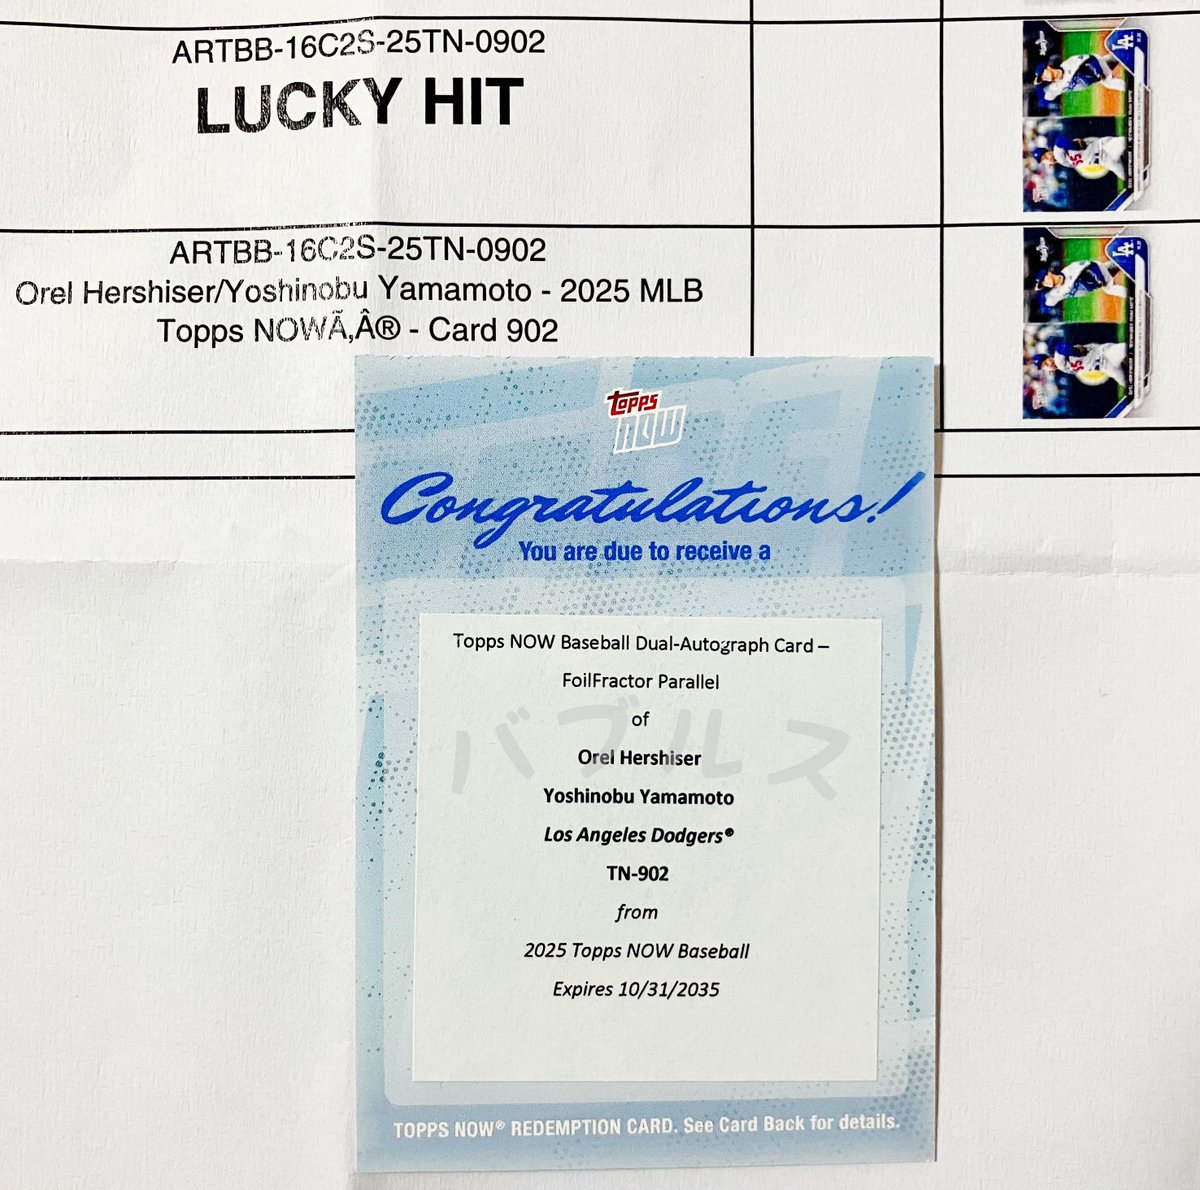 ARTBB-16C2S-25TN-0902
LUCKY HIT
ARTBB-16C2S-25TN-0902
Orel Hershiser/Yoshinobu Yamamoto - 2025 MLB
Topps NOWÃ‚Â® - Card 902
topps
NOW
Congratulations!
You are due to receive a
Topps NOW Baseball Dual-Autograph Card –
FoilFractor Parallel
of
バブルス
Orel Hershiser
Yoshinobu Yamamoto
Los Angeles Dodgers®
TN-902
from
2025 Topps NOW Baseball
Expires 10/31/2035
TOPPS NOW® REDEMPTION CARD. See Card Back for details.